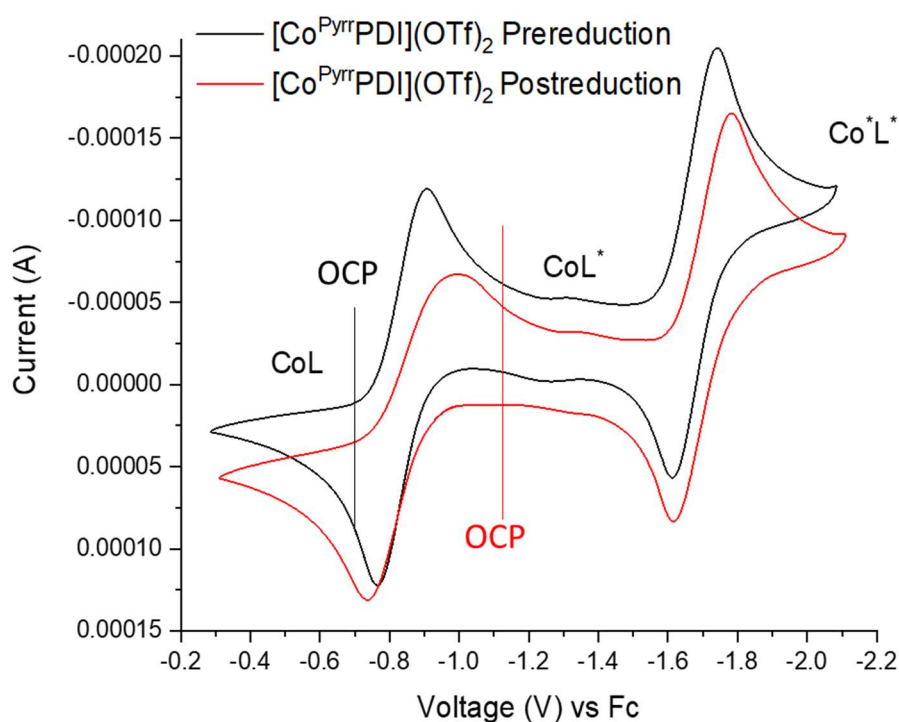 [Co^Pyrr PDI](OTf)₂ Prereduction
[Co^Pyrr PDI](OTf)₂ Postreduction
-0.00020
-0.00015
-0.00010
-0.00005
0.00000
0.00005
0.00010
0.00015
Current (A)
Co*L*
CoL*
OCP
CoL
OCP
-0.2 -0.4 -0.6 -0.8 -1.0 -1.2 -1.4 -1.6 -1.8 -2.0 -2.2
Voltage (V) vs Fc